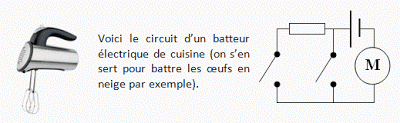 Voici le circuit d'un batteur
électrique de cuisine (on s'en
sert pour battre les œufs en
neige par exemple).
M